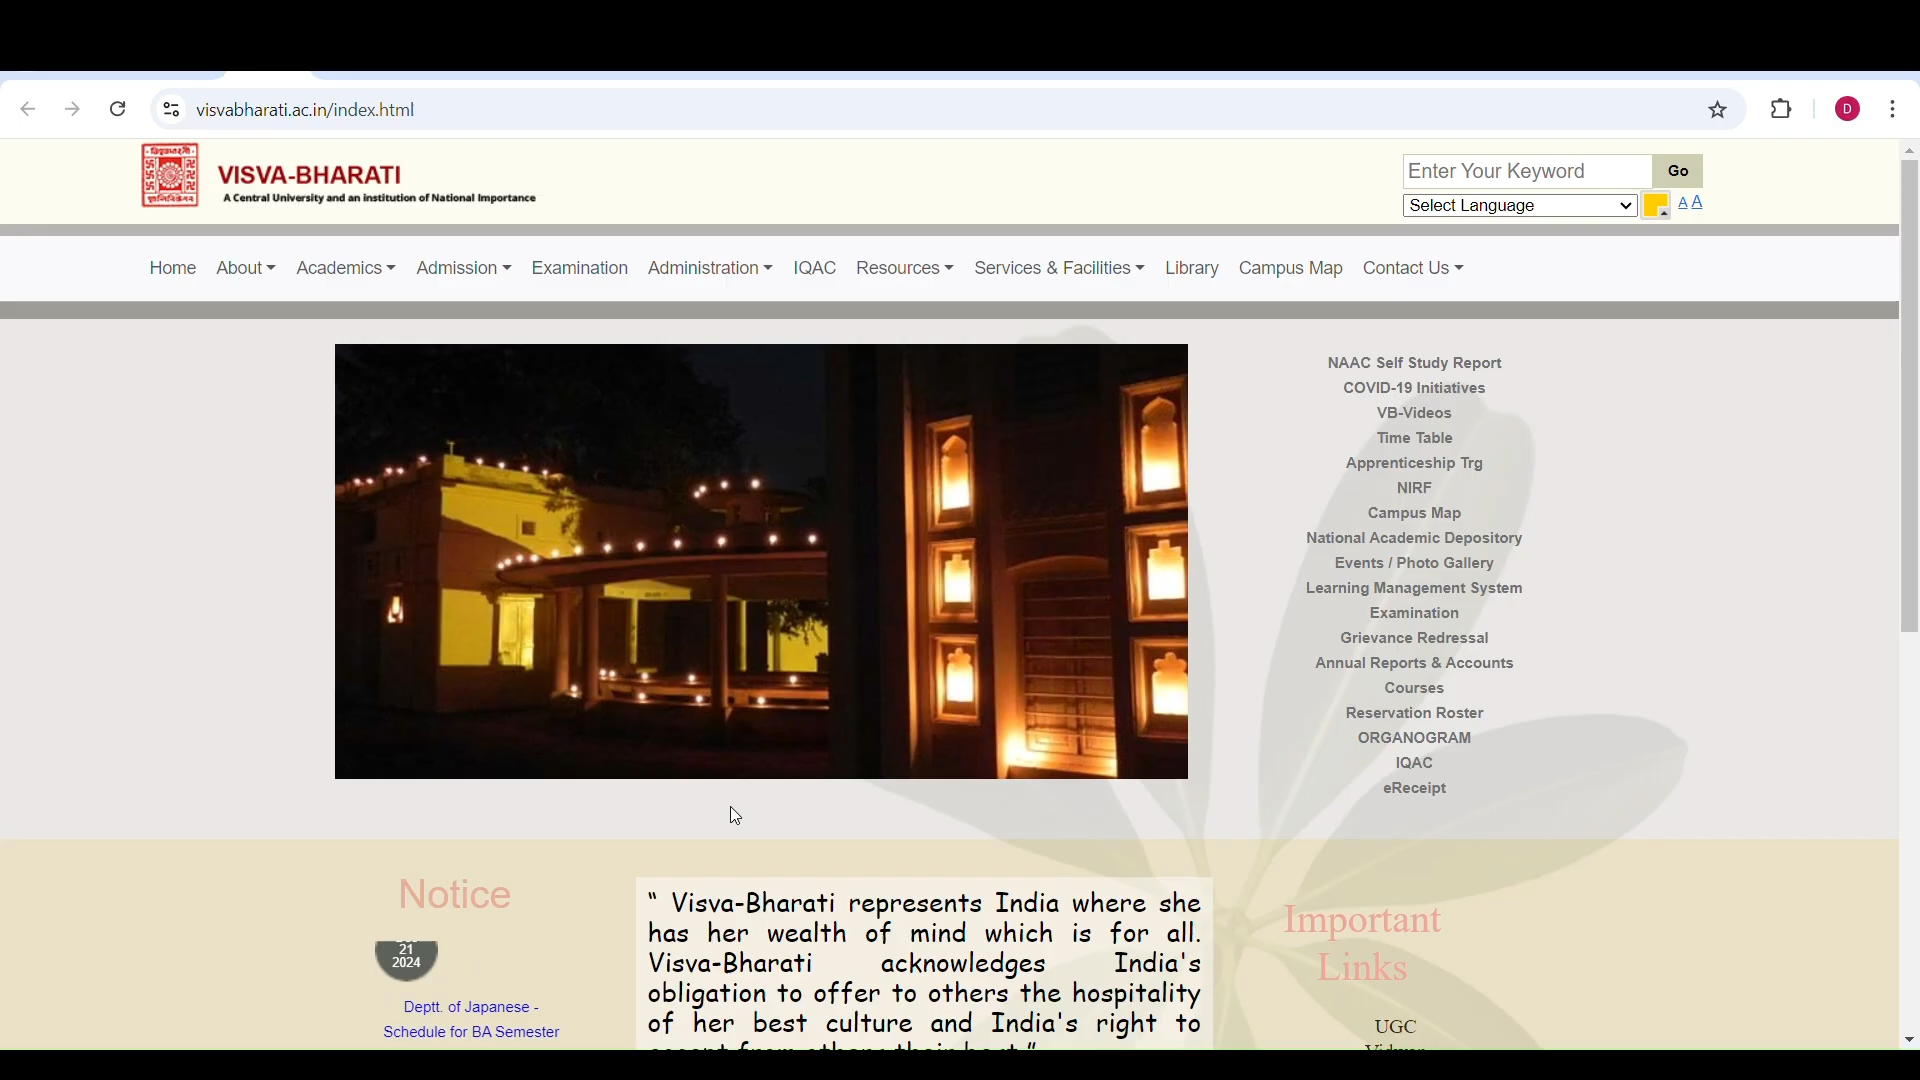 visvabharati.ac.in/index.html
D
VISVA-BHARATI
A Central University and an Institution of National Importance
Enter Your Keyword
Go
Select Language
A A
Home About Academics Admission Examination Administration IQAC Resources Services & Facilities Library Campus Map Contact Us
NAAC Self Study Report
COVID-19 Initiatives
VB-Videos
Time Table
Apprenticeship Trg
NIRF
Campus Map
National Academic Depository
Events / Photo Gallery
Learning Management System
Examination
Grievance Redressal
Annual Reports & Accounts
Courses
Reservation Roster
ORGANOGRAM
IQAC
eReceipt
Notice
21
2024
Deptt. of Japanese -
Schedule for BA Semester
“ Visva-Bharati represents India where she
has her wealth of mind which is for all.
Visva-Bharati acknowledges India's
obligation to offer to others the hospitality
of her best culture and India's right to
Important
Links
UGC